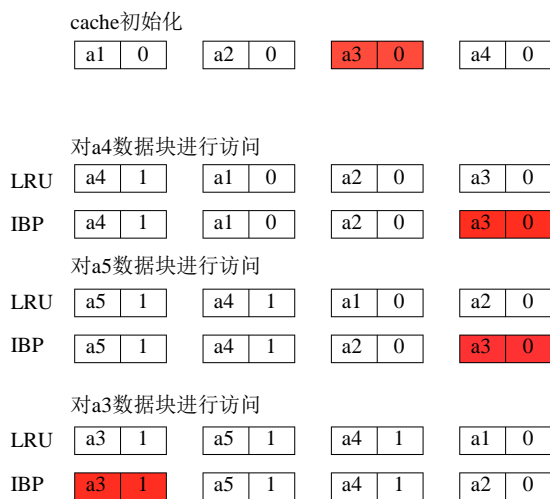 cache初始化
a1 0 a2 0 a3 0 a4 0
对a4数据块进行访问
LRU a4 1 a1 0 a2 0 a3 0
IBP a4 1 a1 0 a2 0 a3 0
对a5数据块进行访问
LRU a5 1 a4 1 a1 0 a2 0
IBP a5 1 a4 1 a2 0 a3 0
对a3数据块进行访问
LRU a3 1 a5 1 a4 1 a1 0
IBP a3 1 a5 1 a4 1 a2 0